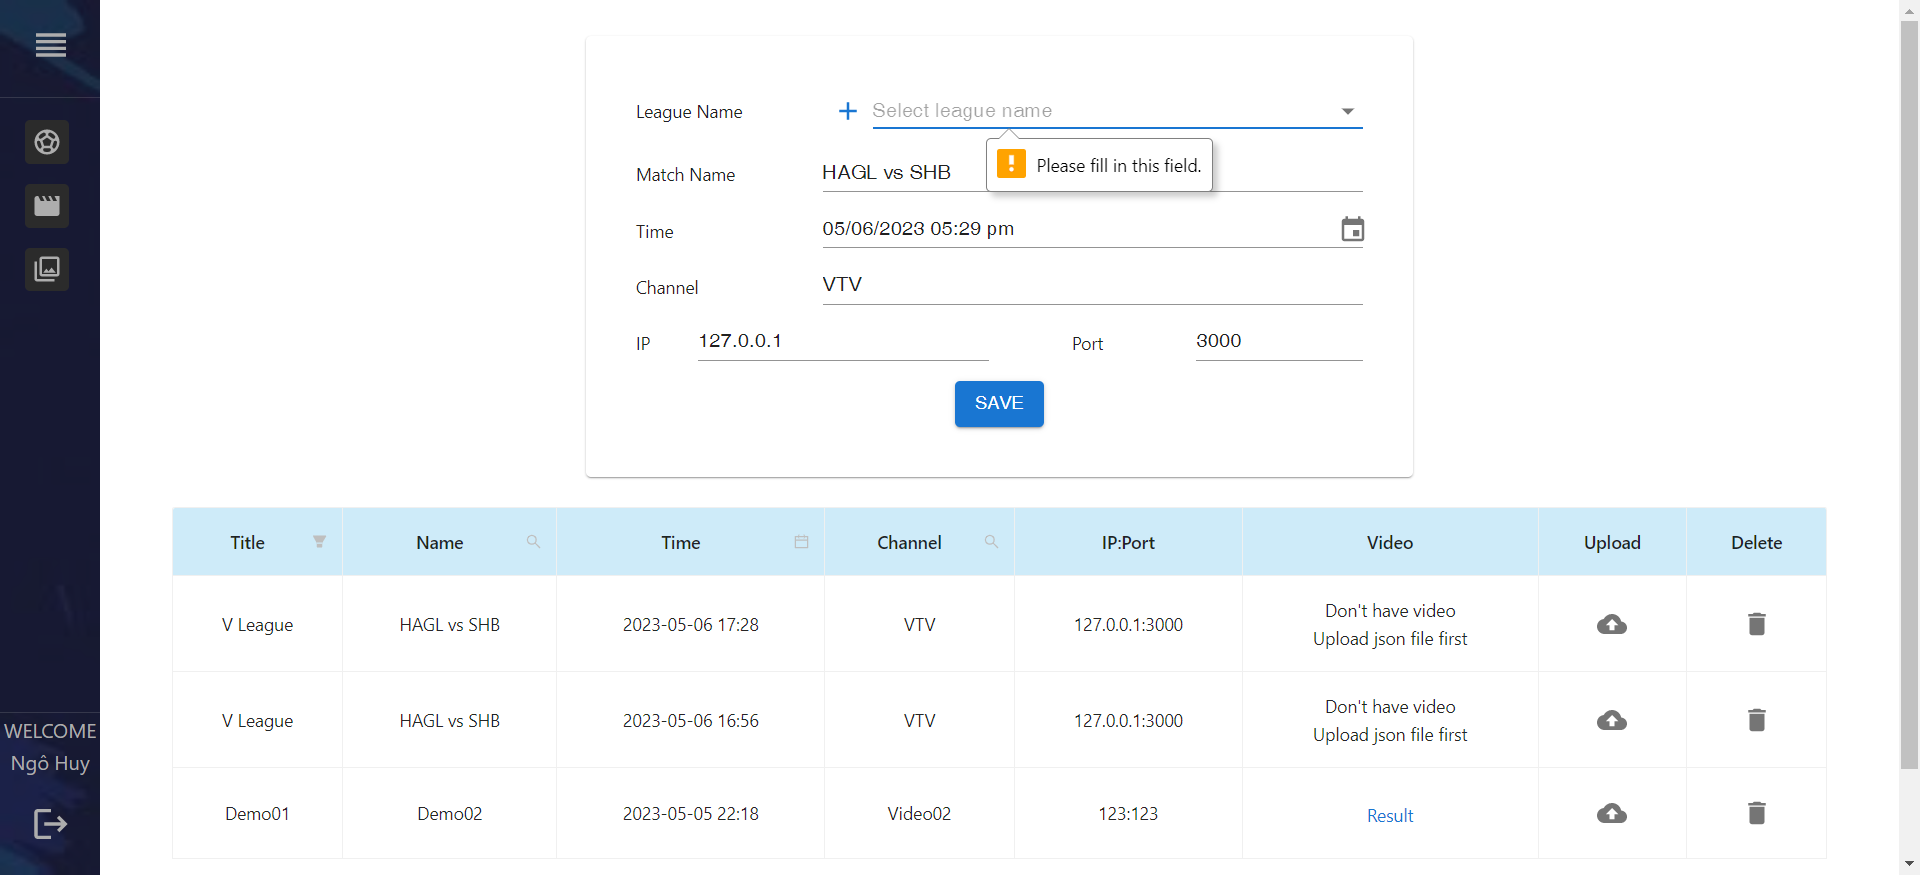 League Name
Select league name
Please fill in this field.
Match Name
HAGL vs SHB
Time
05/06/2023 05:29 pm
Channel
VTV
IP
127.0.0.1
Port
3000
SAVE
Title
Name
Time
Channel
IP:Port
Video
Upload
Delete
V League
HAGL vs SHB
2023-05-06 17:28
VTV
127.0.0.1:3000
Don't have video
Upload json file first
V League
HAGL vs SHB
2023-05-06 16:56
VTV
127.0.0.1:3000
Don't have video
Upload json file first
Demo01
Demo02
2023-05-05 22:18
Video02
123:123
Result
WELCOME
Ngô Huy